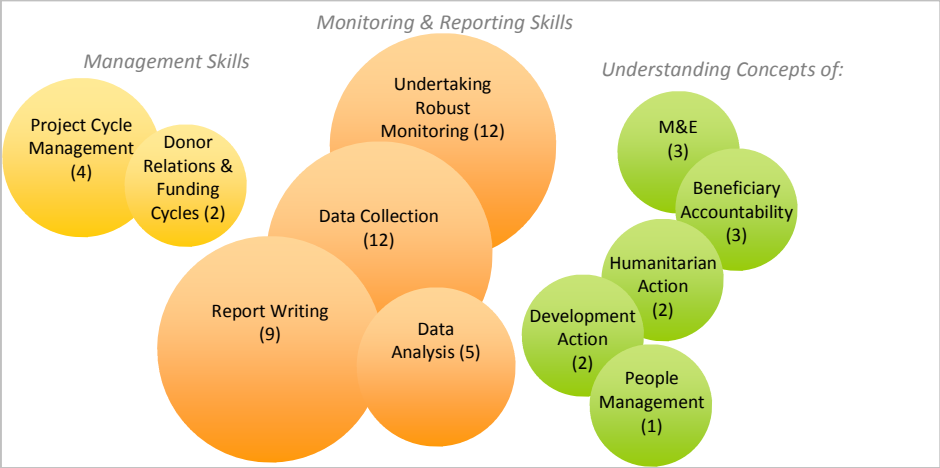 Monitoring & Reporting Skills
Management Skills
Understanding Concepts of:
Project Cycle
Management
(4)
Donor
Relations &
Funding
Cycles (2)
Undertaking
Robust
Monitoring (12)
Data Collection
(12)
Report Writing
(9)
Data
Analysis (5)
M&E
(3)
Beneficiary
Accountability
(3)
Humanitarian
Action
(2)
Development
Action
(2)
People
Management
(1)